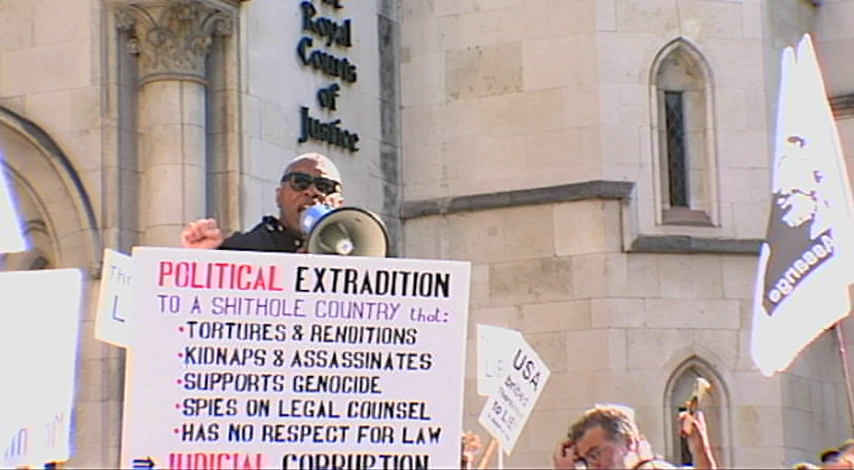 Royal
Courts
of
Justice
POLITICAL EXTRADITION
TO A SHITHOLE COUNTRY that:
•TORTURES & RENDITIONS
•KIDNAPS & ASSASSINATES
•SUPPORTS GENOCIDE
•SPIES ON LEGAL COUNSEL
•HAS NO RESPECT FOR LAW
⇒ JUDICIAL CORRUPTION
USA
Assange